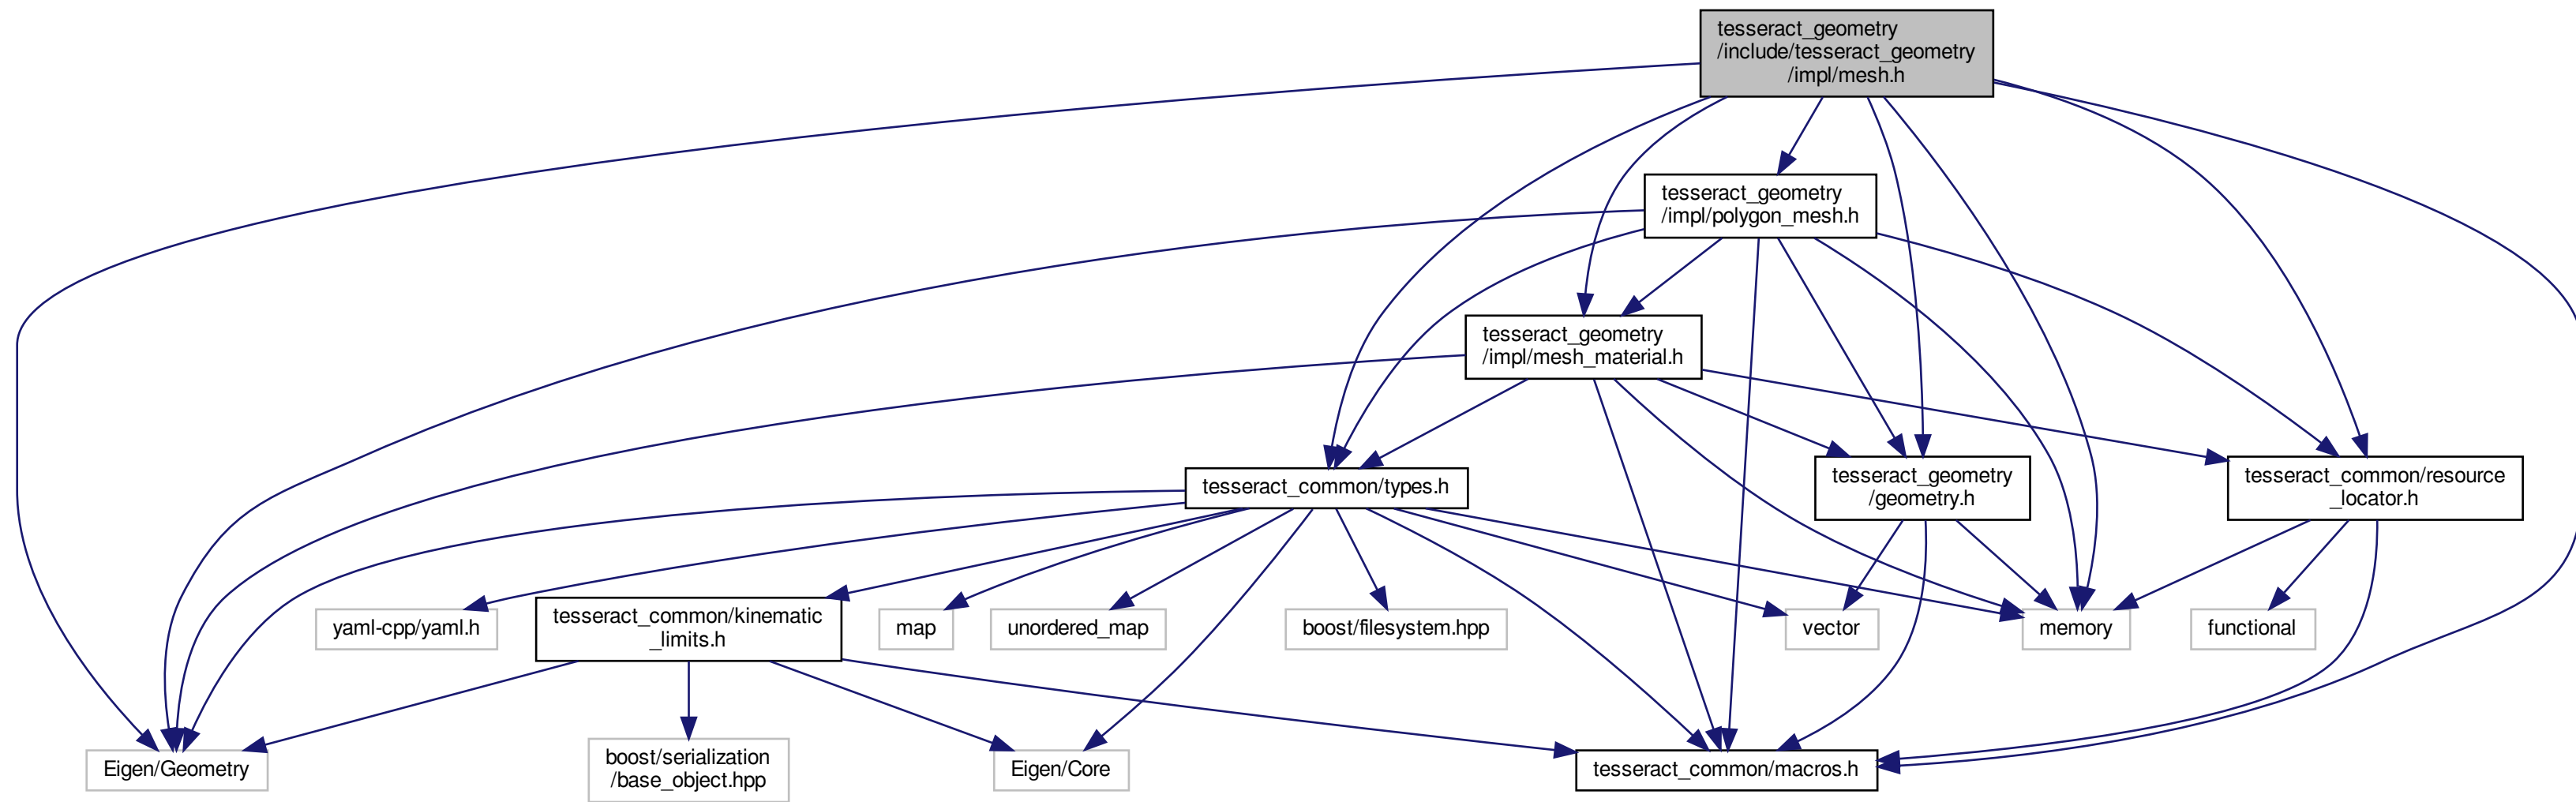 tesseract_geometry
/include/tesseract_geometry
/impl/mesh.h
tesseract_geometry
/impl/polygon_mesh.h
tesseract_geometry
/impl/mesh_material.h
tesseract_common/types.h
tesseract_geometry
/geometry.h
tesseract_common/resource
_locator.h
yaml-cpp/yaml.h
tesseract_common/kinematic
_limits.h
map
unordered_map
boost/filesystem.hpp
vector
memory
functional
Eigen/Geometry
boost/serialization
/base_object.hpp
Eigen/Core
tesseract_common/macros.h